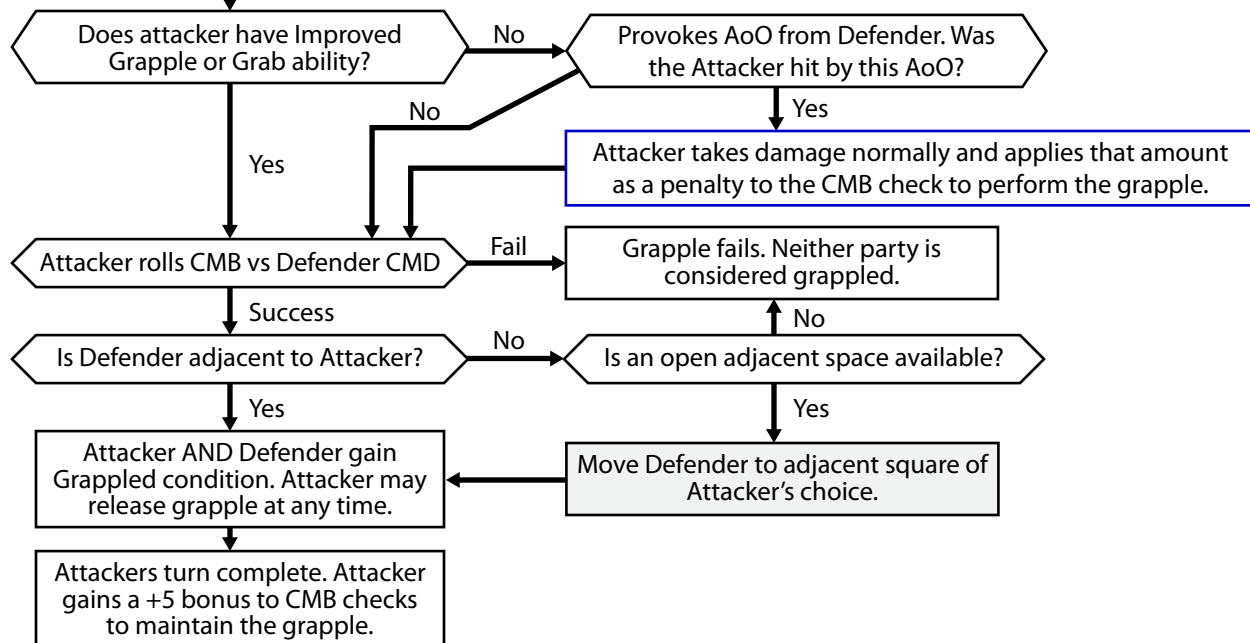 Does attacker have Improved
Grapple or Grab ability?
No
Provokes AoO from Defender. Was
the Attacker hit by this AoO?
No
Yes
Yes
Attacker takes damage normally and applies that amount
as a penalty to the CMB check to perform the grapple.
Attacker rolls CMB vs Defender CMD
Fail
Grapple fails. Neither party is
considered grappled.
Success
No
Is Defender adjacent to Attacker?
No
Is an open adjacent space available?
Yes
Yes
Attacker AND Defender gain
Grappled condition. Attacker may
release grapple at any time.
Move Defender to adjacent square of
Attacker’s choice.
Attackers turn complete. Attacker
gains a +5 bonus to CMB checks
to maintain the grapple.